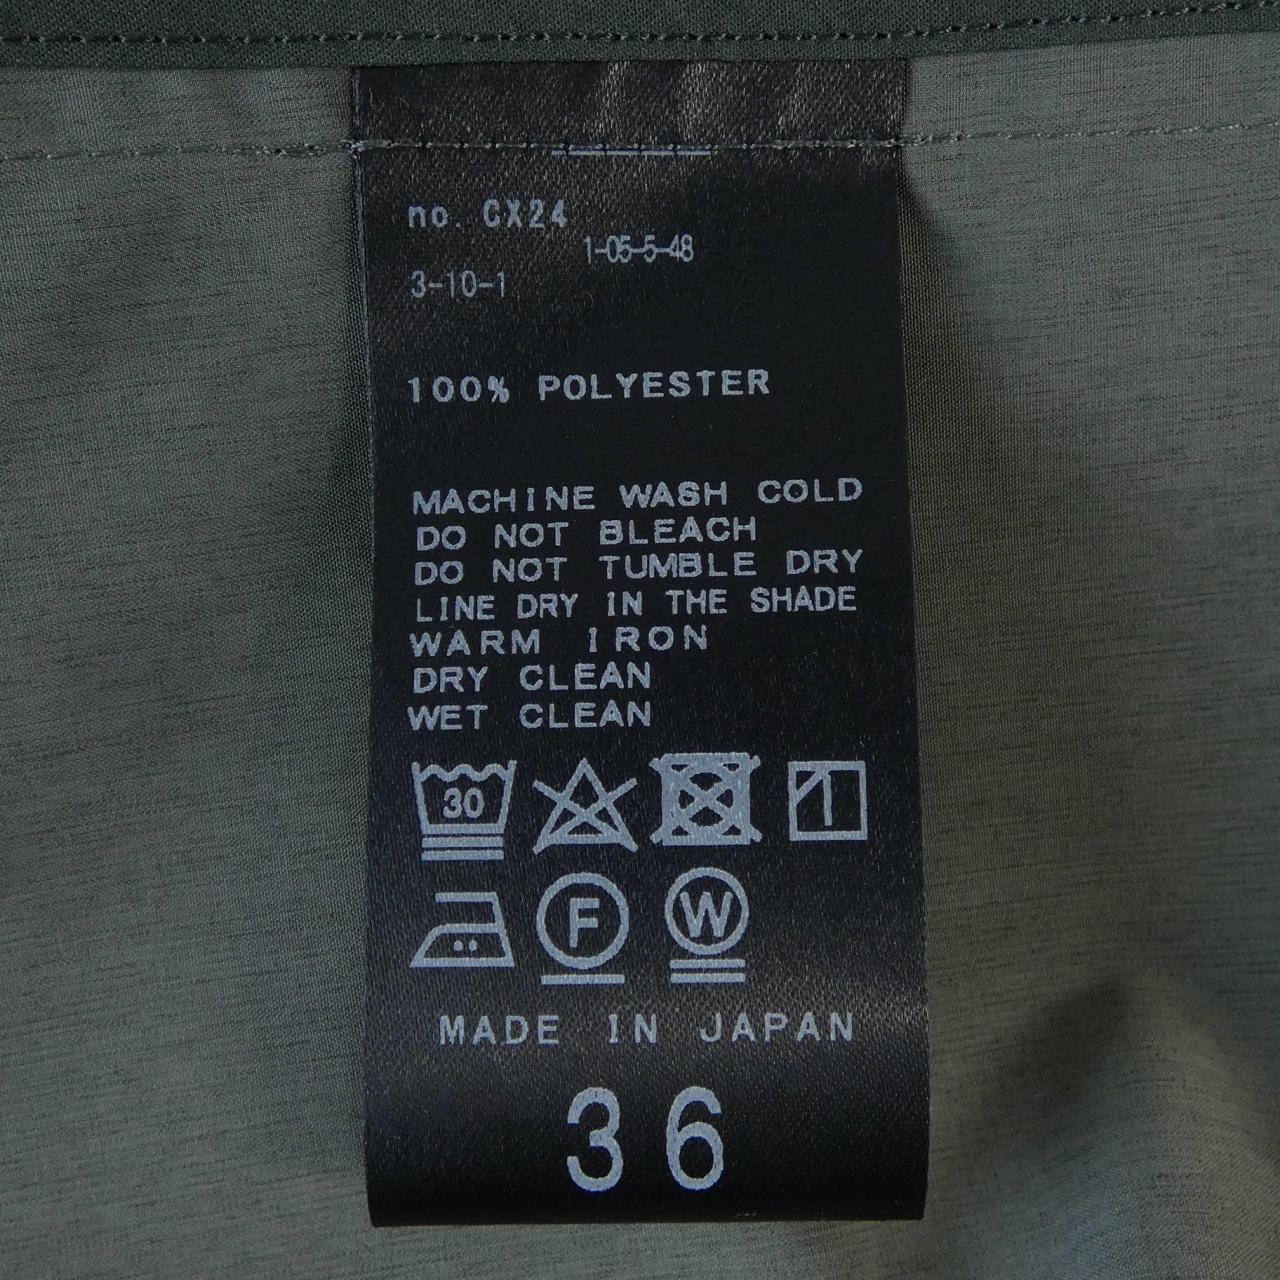 no. CX24
1-05-5-48
3-10-1
100% POLYESTER
MACHINE WASH COLD
DO NOT BLEACH
DO NOT TUMBLE DRY
LINE DRY IN THE SHADE
WARM IRON
DRY CLEAN
WET CLEAN
30
F W
MADE IN JAPAN
36